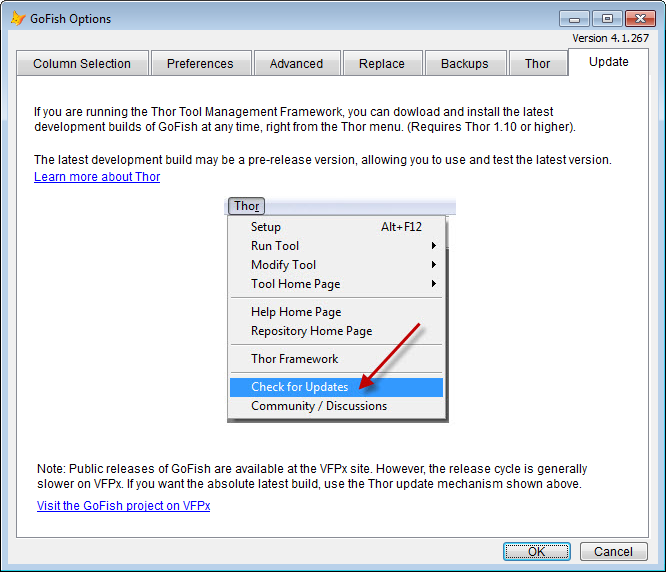 GoFish Options
Version 4.1.267
Column Selection
Preferences
Advanced
Replace
Backups
Thor
Update
If you are running the Thor Tool Management Framework, you can dowload and install the latest
development builds of GoFish at any time, right from the Thor menu. (Requires Thor 1.10 or higher).
The latest development build may be a pre-release version, allowing you to use and test the latest version.
Learn more about Thor
Thor
Setup Alt+F12
Run Tool
Modify Tool
Tool Home Page
Help Home Page
Repository Home Page
Thor Framework
Check for Updates
Community / Discussions
Note: Public releases of GoFish are available at the VFPx site. However, the release cycle is generally
slower on VFPx. If you want the absolute latest build, use the Thor update mechanism shown above.
Visit the GoFish project on VFPx
OK
Cancel